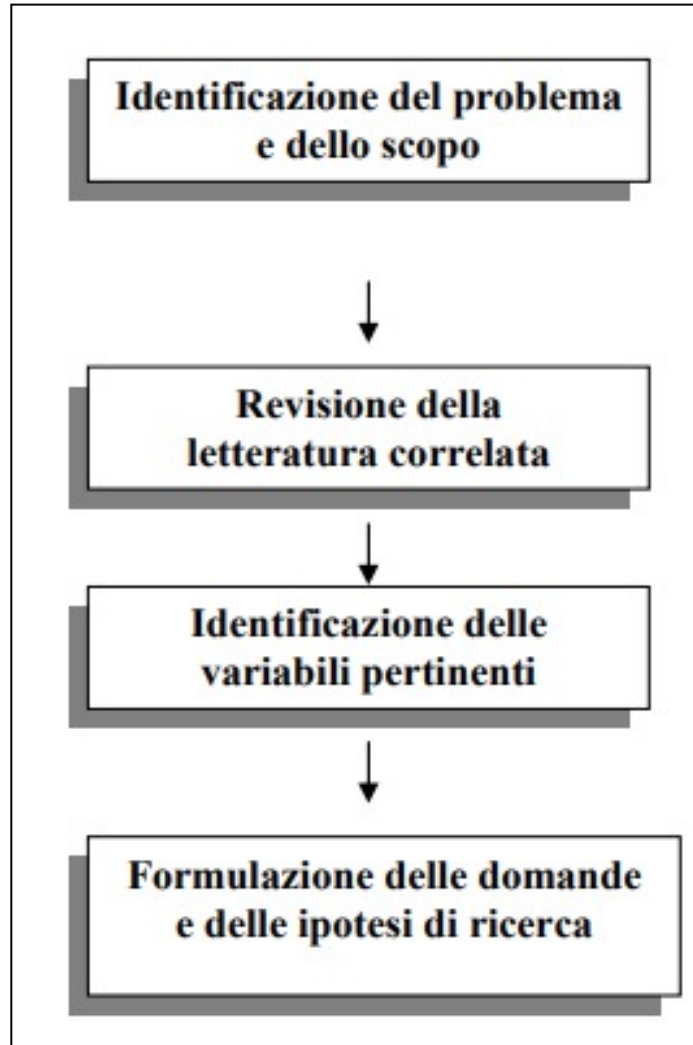 Identificazione del problema
e dello scopo
Revisione della
letteratura correlata
Identificazione delle
variabili pertinenti
Formulazione delle domande
e delle ipotesi di ricerca